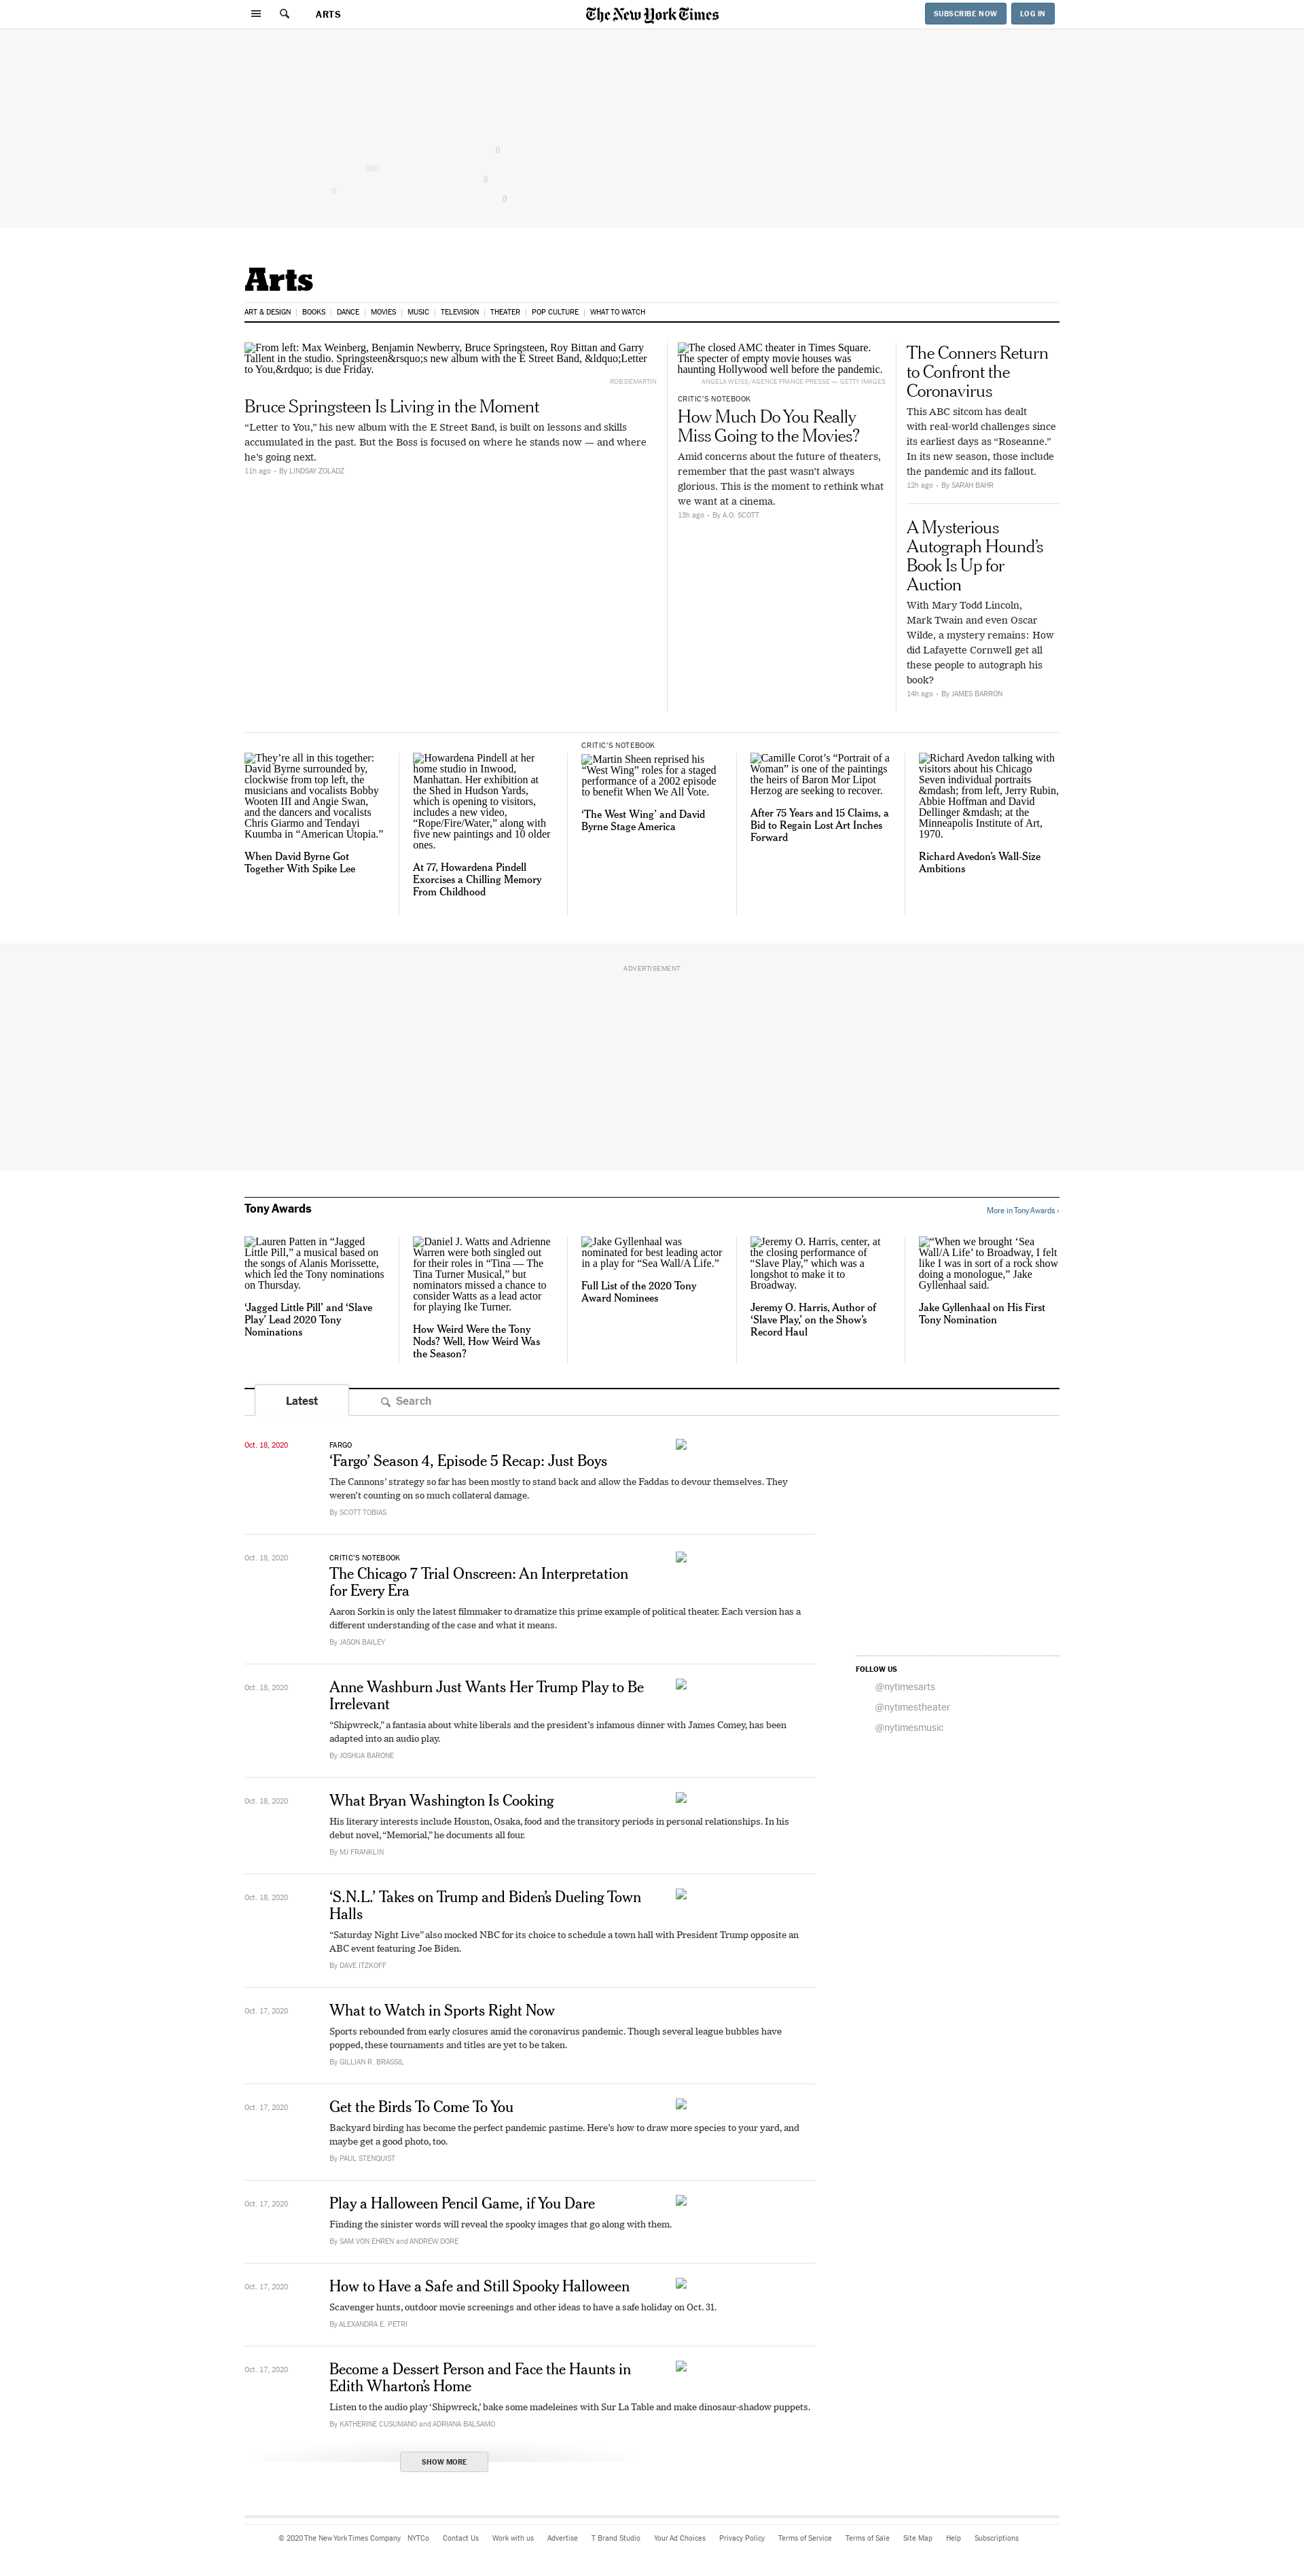 ARTS
The New York Times
SUBSCRIBE NOW
LOG IN
0
000
0
0
0
Arts
ART & DESIGN
BOOKS
DANCE
MOVIES
MUSIC
TELEVISION
THEATER
POP CULTURE
WHAT TO WATCH
From left: Max Weinberg, Benjamin Newberry, Bruce Springsteen, Roy Bittan and Garry
Tallent in the studio. Springsteen&rsquo;s new album with the E Street Band, &ldquo;Letter
to You,&rdquo; is due Friday.
ROB DEMARTIN
Bruce Springsteen Is Living in the Moment
“Letter to You,” his new album with the E Street Band, is built on lessons and skills
accumulated in the past. But the Boss is focused on where he stands now — and where
he’s going next.
11h ago - By LINDSAY ZOLADZ
The closed AMC theater in Times Square.
The specter of empty movie houses was
haunting Hollywood well before the pandemic.
ANGELA WEISS/AGENCE FRANCE-PRESSE — GETTY IMAGES
CRITIC’S NOTEBOOK
How Much Do You Really
Miss Going to the Movies?
Amid concerns about the future of theaters,
remember that the past wasn’t always
glorious. This is the moment to rethink what
we want at a cinema.
13h ago - By A.O. SCOTT
The Conners Return
to Confront the
Coronavirus
This ABC sitcom has dealt
with real-world challenges since
its earliest days as “Roseanne.”
In its new season, those include
the pandemic and its fallout.
12h ago - By SARAH BAHR
A Mysterious
Autograph Hound’s
Book Is Up for
Auction
With Mary Todd Lincoln,
Mark Twain and even Oscar
Wilde, a mystery remains: How
did Lafayette Cornwell get all
these people to autograph his
book?
14h ago - By JAMES BARRON
They’re all in this together:
David Byrne surrounded by,
clockwise from top left, the
musicians and vocalists Bobby
Wooten III and Angie Swan,
and the dancers and vocalists
Chris Giarmo and Tendayi
Kuumba in “American Utopia.”
When David Byrne Got
Together With Spike Lee
Howardena Pindell at her
home studio in Inwood,
Manhattan. Her exhibition at
the Shed in Hudson Yards,
which is opening to visitors,
includes a new video,
“Rope/Fire/Water,” along with
five new paintings and 10 older
ones.
At 77, Howardena Pindell
Exorcises a Chilling Memory
From Childhood
CRITIC’S NOTEBOOK
Martin Sheen reprised his
“West Wing” roles for a staged
performance of a 2002 episode
to benefit When We All Vote.
‘The West Wing’ and David
Byrne Stage America
Camille Corot’s “Portrait of a
Woman” is one of the paintings
the heirs of Baron Mor Lipot
Herzog are seeking to recover.
After 75 Years and 15 Claims, a
Bid to Regain Lost Art Inches
Forward
Richard Avedon talking with
visitors about his Chicago
Seven individual portraits
&mdash; from left, Jerry Rubin,
Abbie Hoffman and David
Dellinger &mdash; at the
Minneapolis Institute of Art,
1970.
Richard Avedon’s Wall-Size
Ambitions
ADVERTISEMENT
Tony Awards
More in Tony Awards ›
Lauren Patten in “Jagged
Little Pill,” a musical based on
the songs of Alanis Morissette,
which led the Tony nominations
on Thursday.
‘Jagged Little Pill’ and ‘Slave
Play’ Lead 2020 Tony
Nominations
Daniel J. Watts and Adrienne
Warren were both singled out
for their roles in “Tina — The
Tina Turner Musical,” but
nominators missed a chance to
consider Watts as a lead actor
for playing Ike Turner.
How Weird Were the Tony
Nods? Well, How Weird Was
the Season?
Jake Gyllenhaal was
nominated for best leading actor
in a play for “Sea Wall/A Life.”
Full List of the 2020 Tony
Award Nominees
Jeremy O. Harris, center, at
the closing performance of
“Slave Play,” which was a
longshot to make it to
Broadway.
Jeremy O. Harris, Author of
‘Slave Play,’ on the Show’s
Record Haul
“When we brought ‘Sea
Wall/A Life’ to Broadway, I felt
like I was in sort of a rock show
doing a monologue,” Jake
Gyllenhaal said.
Jake Gyllenhaal on His First
Tony Nomination
Latest
Search
Oct. 18, 2020
FARGO
‘Fargo’ Season 4, Episode 5 Recap: Just Boys
The Cannons’ strategy so far has been mostly to stand back and allow the Faddas to devour themselves. They
weren’t counting on so much collateral damage.
By SCOTT TOBIAS
Oct. 18, 2020
CRITIC’S NOTEBOOK
The Chicago 7 Trial Onscreen: An Interpretation
for Every Era
Aaron Sorkin is only the latest filmmaker to dramatize this prime example of political theater. Each version has a
different understanding of the case and what it means.
By JASON BAILEY
Oct. 18, 2020
Anne Washburn Just Wants Her Trump Play to Be
Irrelevant
“Shipwreck,” a fantasia about white liberals and the president’s infamous dinner with James Comey, has been
adapted into an audio play.
By JOSHUA BARONE
FOLLOW US
@nytimesarts
@nytimestheater
@nytimesmusic
Oct. 18, 2020
What Bryan Washington Is Cooking
His literary interests include Houston, Osaka, food and the transitory periods in personal relationships. In his
debut novel, “Memorial,” he documents all four.
By MJ FRANKLIN
Oct. 18, 2020
‘S.N.L.’ Takes on Trump and Biden’s Dueling Town
Halls
“Saturday Night Live” also mocked NBC for its choice to schedule a town hall with President Trump opposite an
ABC event featuring Joe Biden.
By DAVE ITZKOFF
Oct. 17, 2020
What to Watch in Sports Right Now
Sports rebounded from early closures amid the coronavirus pandemic. Though several league bubbles have
popped, these tournaments and titles are yet to be taken.
By GILLIAN R. BRASSIL
Oct. 17, 2020
Get the Birds To Come To You
Backyard birding has become the perfect pandemic pastime. Here’s how to draw more species to your yard, and
maybe get a good photo, too.
By PAUL STENQUIST
Oct. 17, 2020
Play a Halloween Pencil Game, if You Dare
Finding the sinister words will reveal the spooky images that go along with them.
By SAM VON EHREN and ANDREW DORE
Oct. 17, 2020
How to Have a Safe and Still Spooky Halloween
Scavenger hunts, outdoor movie screenings and other ideas to have a safe holiday on Oct. 31.
By ALEXANDRA E. PETRI
Oct. 17, 2020
Become a Dessert Person and Face the Haunts in
Edith Wharton’s Home
Listen to the audio play ‘Shipwreck,’ bake some madeleines with Sur La Table and make dinosaur-shadow puppets.
By KATHERINE CUSUMANO and ADRIANA BALSAMO
SHOW MORE
© 2020 The New York Times Company
NYTCo
Contact Us
Work with us
Advertise
T Brand Studio
Your Ad Choices
Privacy Policy
Terms of Service
Terms of Sale
Site Map
Help
Subscriptions